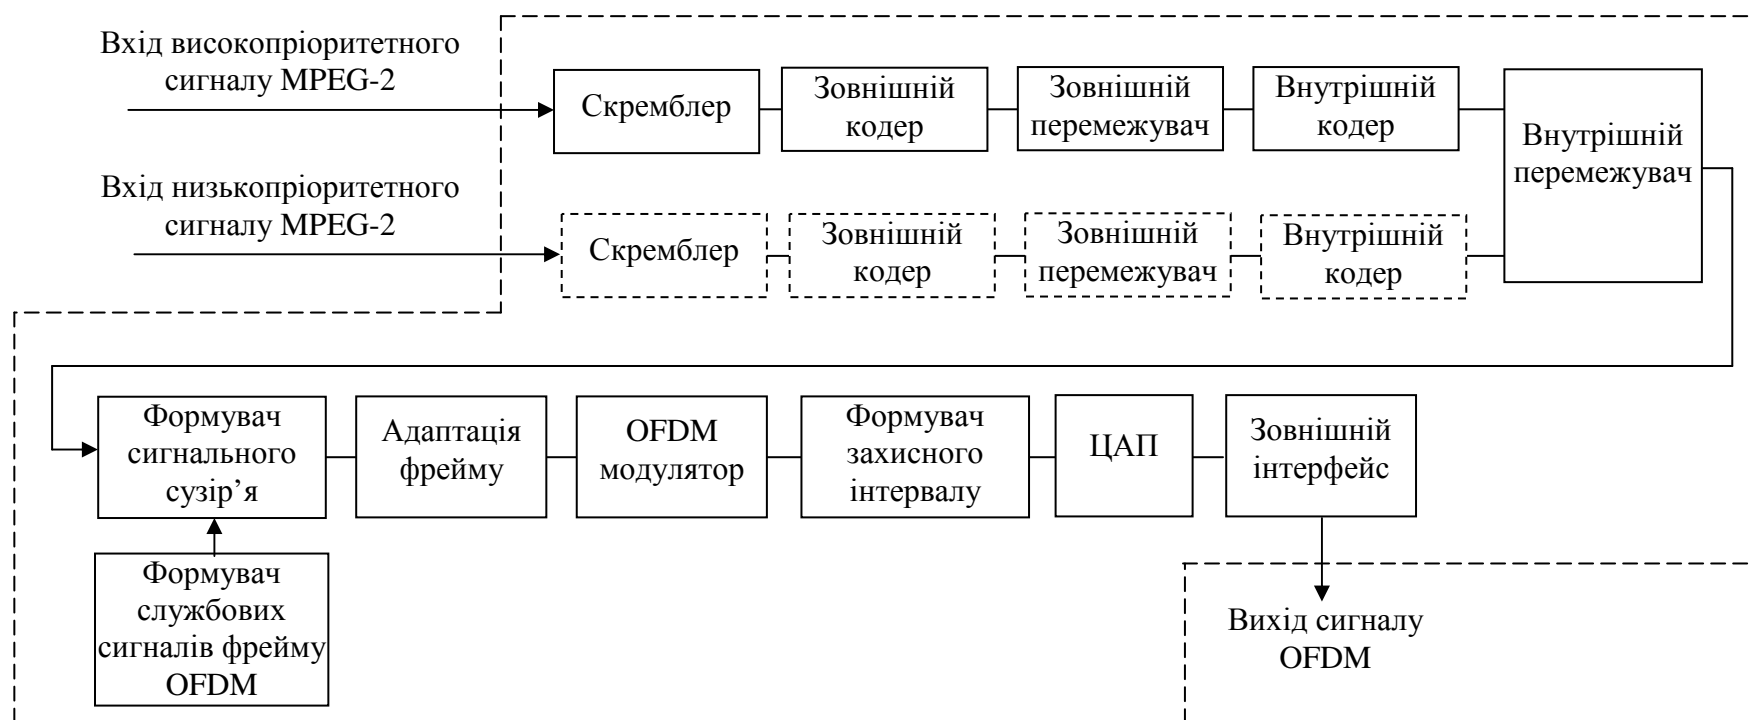 Вхід високопріоритетного
сигналу MPEG-2
Скремблер
Зовнішній
кодер
Зовнішній
перемежувач
Внутрішній
кодер
Внутрішній
перемежувач
Вхід низькопріоритетного
сигналу MPEG-2
Скремблер
Зовнішній
кодер
Зовнішній
перемежувач
Внутрішній
кодер
Формувач
сигнального
сузір’я
Адаптація
фрейму
OFDM
модулятор
Формувач
захисного
інтервалу
ЦАП
Зовнішній
інтерфейс
Формувач
службових
сигналів фрейму
OFDM
Вихід сигналу
OFDM